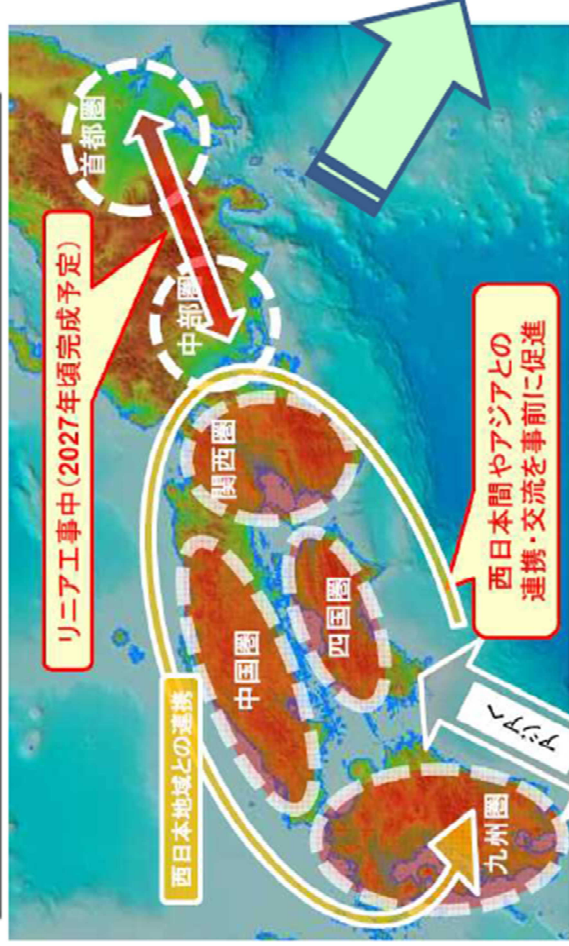 リニア工事中(2027年頃完成予定)
首都圏
中部圏
関西圏
中国圏
四国圏
九州圏
西日本地域との連携
西日本間やアジアとの
連携・交流を事前に促進
アジアへ